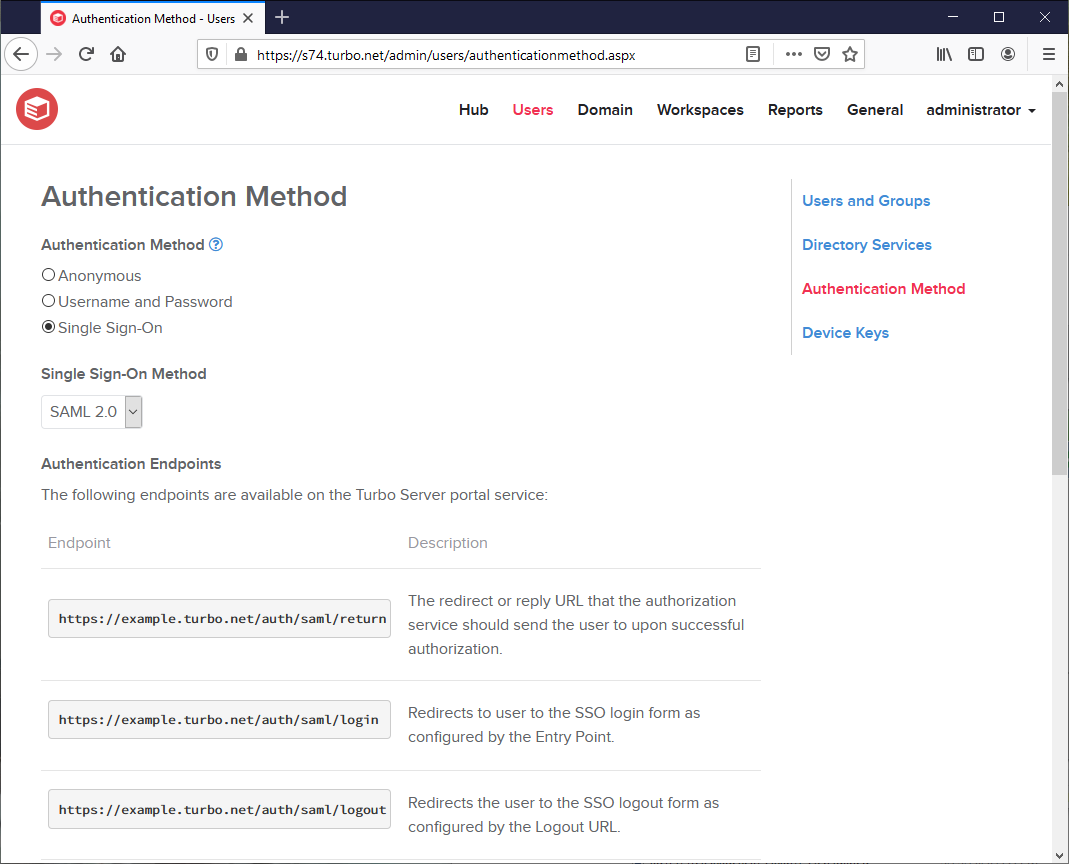 Authentication Method - Users
https://s74.turbo.net/admin/users/authenticationmethod.aspx
Hub Users Domain Workspaces Reports General administrator
Authentication Method
Authentication Method
Anonymous
Username and Password
Single Sign-On
Single Sign-On Method
SAML 2.0
Authentication Endpoints
The following endpoints are available on the Turbo Server portal service:
Endpoint Description
https://example.turbo.net/auth/saml/return
The redirect or reply URL that the authorization
service should send the user to upon successful
authorization.
https://example.turbo.net/auth/saml/login
Redirects to user to the SSO login form as
configured by the Entry Point.
https://example.turbo.net/auth/saml/logout
Redirects the user to the SSO logout form as
configured by the Logout URL.
Users and Groups
Directory Services
Authentication Method
Device Keys